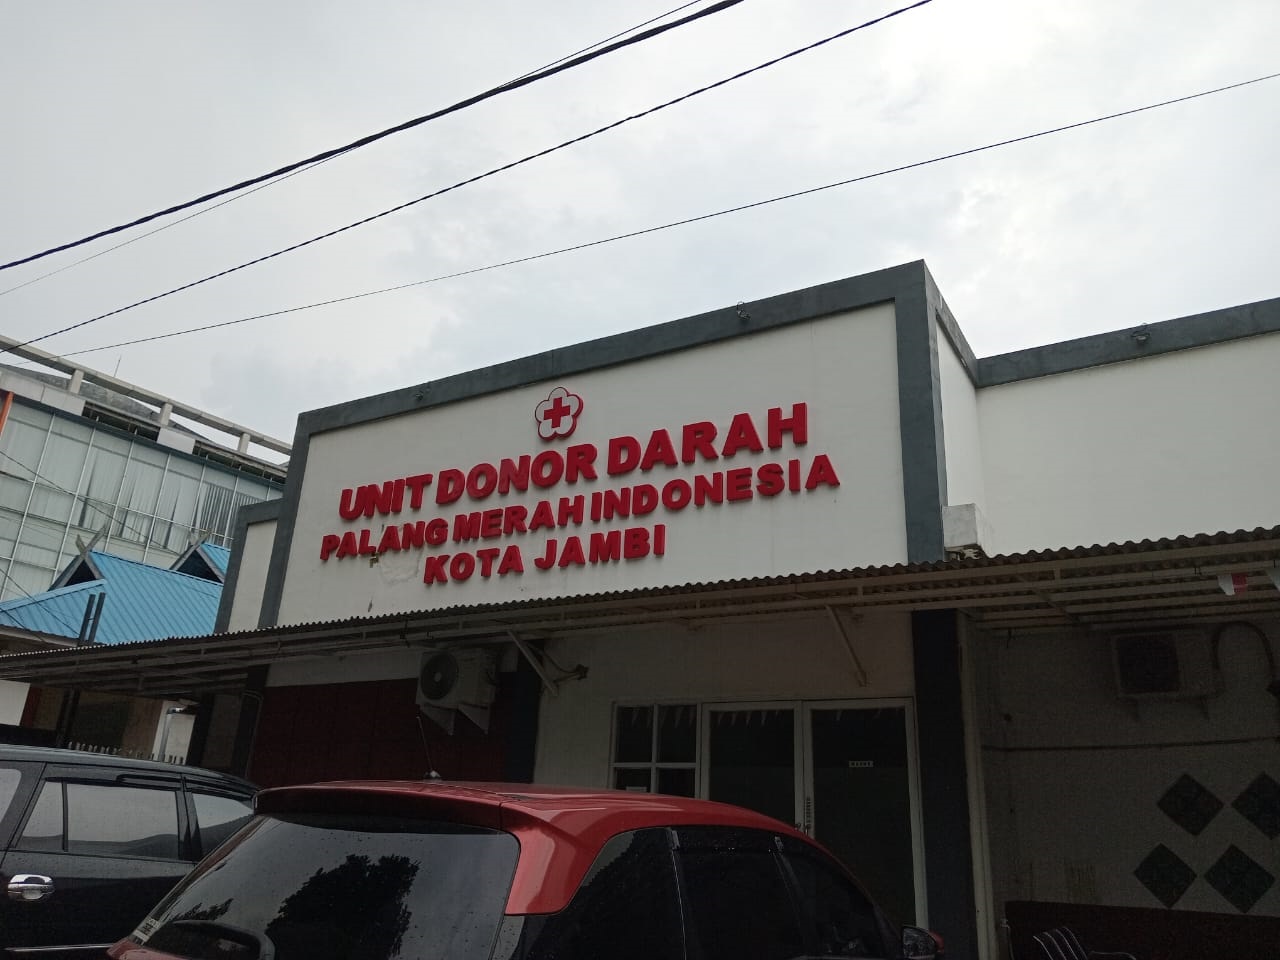 UNIT DONOR DARAH
PALANG MERAH INDONESIA
KOTA JAMBI